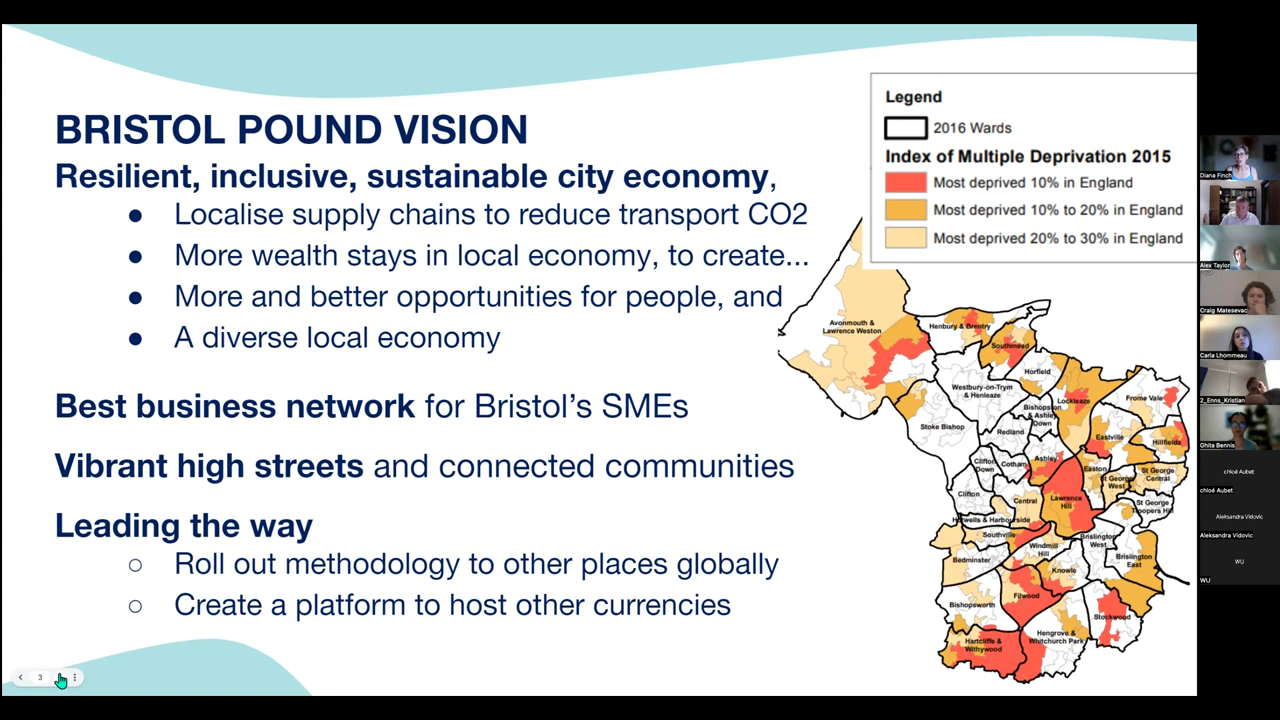 BRISTOL POUND VISION
Resilient, inclusive, sustainable city economy,
● Localise supply chains to reduce transport CO2
● More wealth stays in local economy, to create...
● More and better opportunities for people, and
● A diverse local economy
Best business network for Bristol's SMEs
Vibrant high streets and connected communities
Leading the way
○ Roll out methodology to other places globally
○ Create a platform to host other currencies
Legend
2016 Wards
Index of Multiple Deprivation 2015
Most deprived 10% in England
Most deprived 10% to 20% in England
Most deprived 20% to 30% in England
Avonmouth &
Lawrence Weston
Henbury & Brentry
Southmead
Horfield
Westbury-on-Trym
& Henleaze
Lockleaze
Frome Vale
Bishopston
& Ashley
Down
Stoke Bishop
Redland
Eastville
Hillfields
Clifton
Down
Cotham
Ashley
Easton
St George
West
St George
Central
Clifton
Central
Lawrence
Hill
St George
Troopers Hill
Hotwells & Harbourside
Southville
Windmill
Hill
Brislington
West
Brislington
East
Bedminster
Knowle
Filwood
Bishopsworth
Stockwood
Hengrove &
Whitchurch Park
Hartcliffe &
Withywood
3
Diana Finch
Alex Taylor
Craig Matesevac
Carla Lhommeau
2_Enns_Kristian
Ghita Bennis
chloé Aubet
chloé Aubet
Aleksandra Vidovic
Aleksandra Vidovic
WU
WU